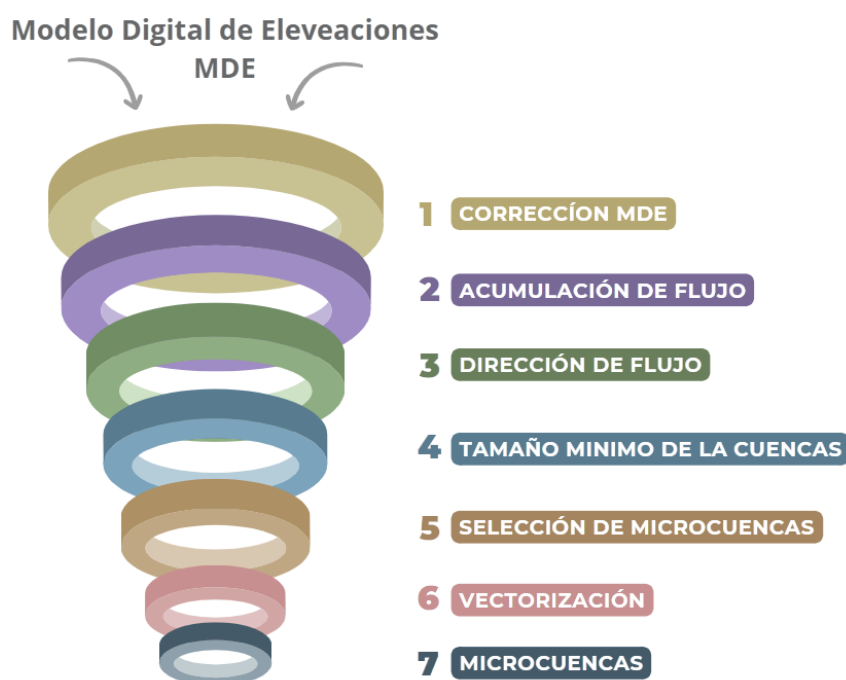 Modelo Digital de Eleveaciones
MDE
1 CORRECCÍON MDE
2 ACUMULACIÓN DE FLUJO
3 DIRECCIÓN DE FLUJO
4 TAMAÑO MINIMO DE LA CUENCAS
5 SELECCIÓN DE MICROCUENCAS
6 VECTORIZACIÓN
7 MICROCUENCAS